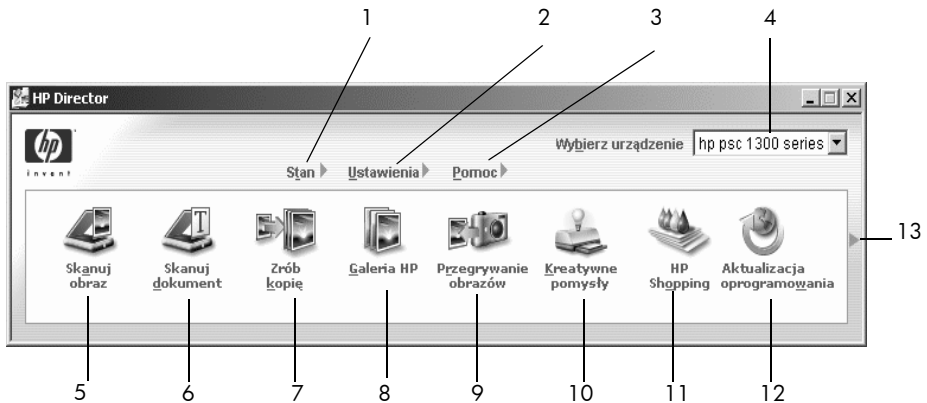 1 2 3 4
HP Director
hp
invent
Wybierz urządzenie hp psc 1300 series
Stan Ustawienia Pomoc
13
Skanuj obraz
Skanuj dokument
Zrób kopię
Galeria HP
Przegrywanie obrazów
Kreatywne pomysły
HP Shopping
Aktualizacja oprogramowania
5 6 7 8 9 10 11 12